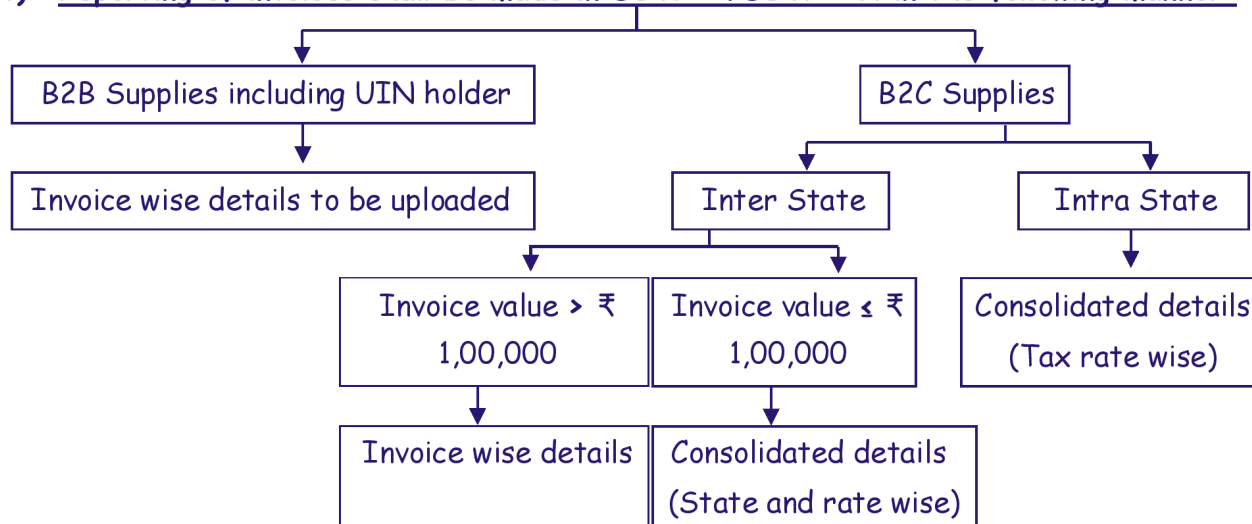 B2B Supplies including UIN holder
B2C Supplies
Invoice wise details to be uploaded
Inter State
Intra State
Invoice value > ₹
1,00,000
Invoice value ≤ ₹
1,00,000
Consolidated details
(Tax rate wise)
Invoice wise details
Consolidated details
(State and rate wise)